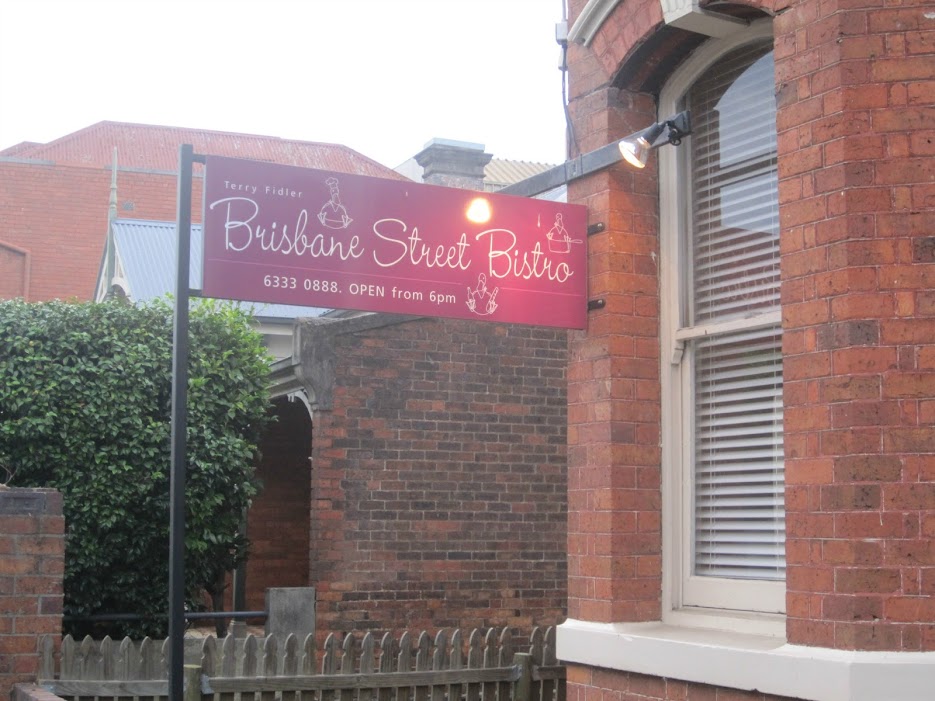 Terry Fidler
Brisbane Street Bistro
6333 0888. OPEN from 6pm